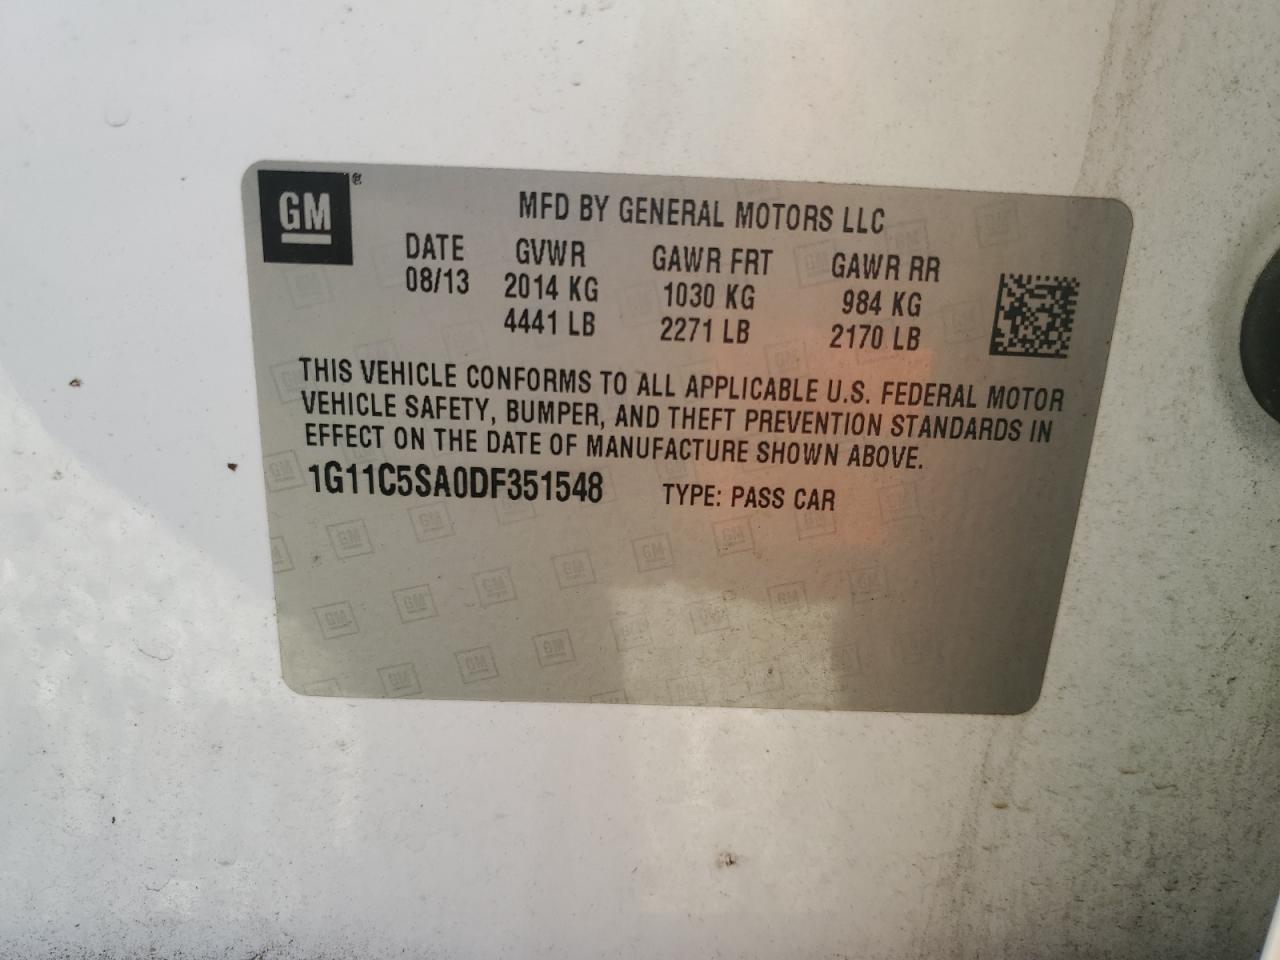 GM
MFD BY GENERAL MOTORS LLC
DATE GVWR GAWR FRT GAWR RR
08/13 2014 KG 1030 KG 984 KG
4441 LB 2271 LB 2170 LB
THIS VEHICLE CONFORMS TO ALL APPLICABLE U.S. FEDERAL MOTOR
VEHICLE SAFETY, BUMPER, AND THEFT PREVENTION STANDARDS IN
EFFECT ON THE DATE OF MANUFACTURE SHOWN ABOVE.
1G11C5SA0DF351548 TYPE: PASS CAR